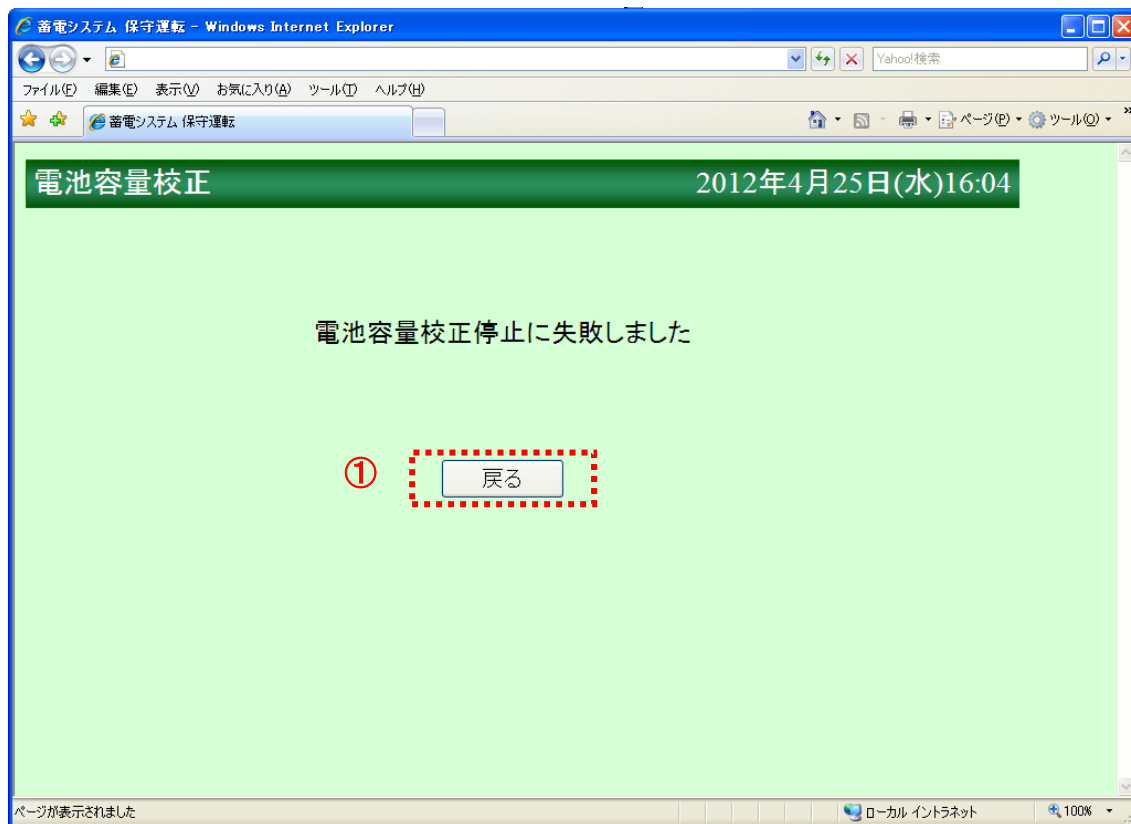 蓄電システム 保守運転 - Windows Internet Explorer
Yahoo!検索
ファイル(F) 編集(E) 表示(V) お気に入り(A) ツール(T) ヘルプ(H)
蓄電システム 保守運転
ページ(P) ツール(O)
電池容量校正 2012年4月25日(水)16:04
電池容量校正停止に失敗しました
① 戻る
ページが表示されました ローカル イントラネット 100%